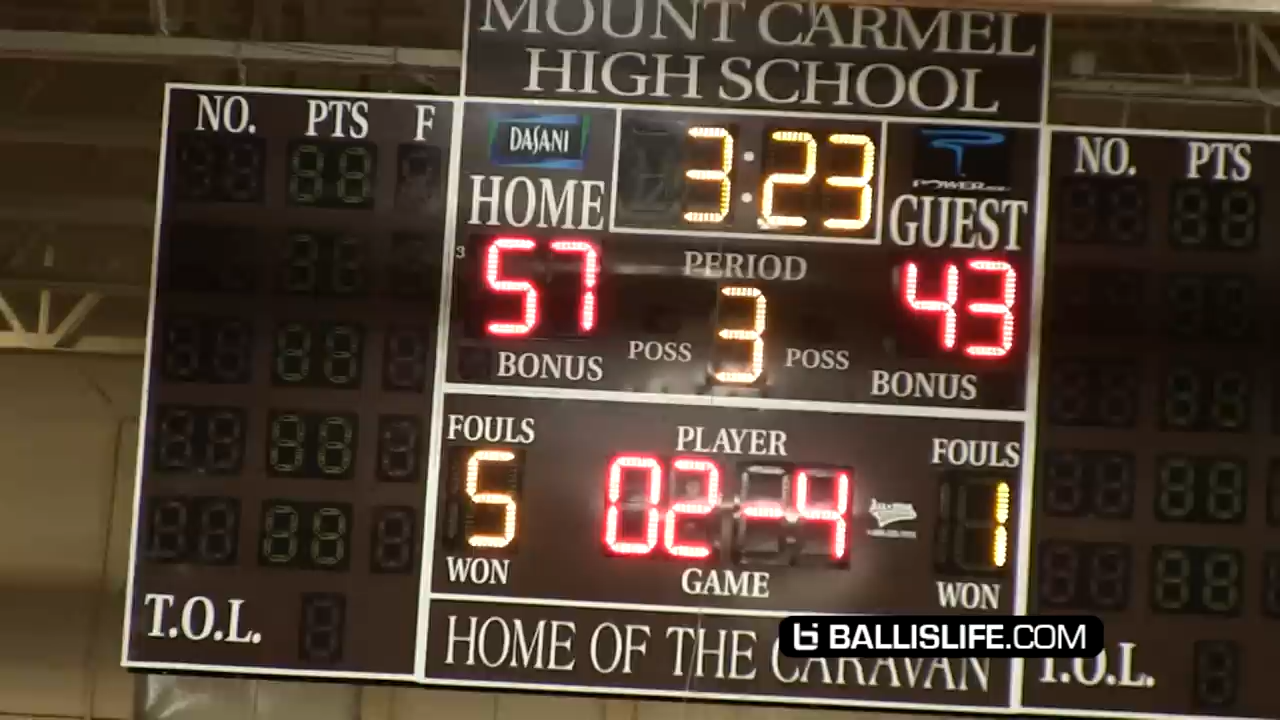 MOUNT CARMEL
HIGH SCHOOL
NO. PTS F
DASANI
3:23
POWERADE
NO. PTS
HOME
GUEST
57
PERIOD
43
3
POSS
POSS
BONUS
BONUS
FOULS
PLAYER
FOULS
5
02-4
1
WON
GAME
WON
T.O.L.
HOME OF THE CARAVAN
T.O.L.
BALLISLIFE.COM